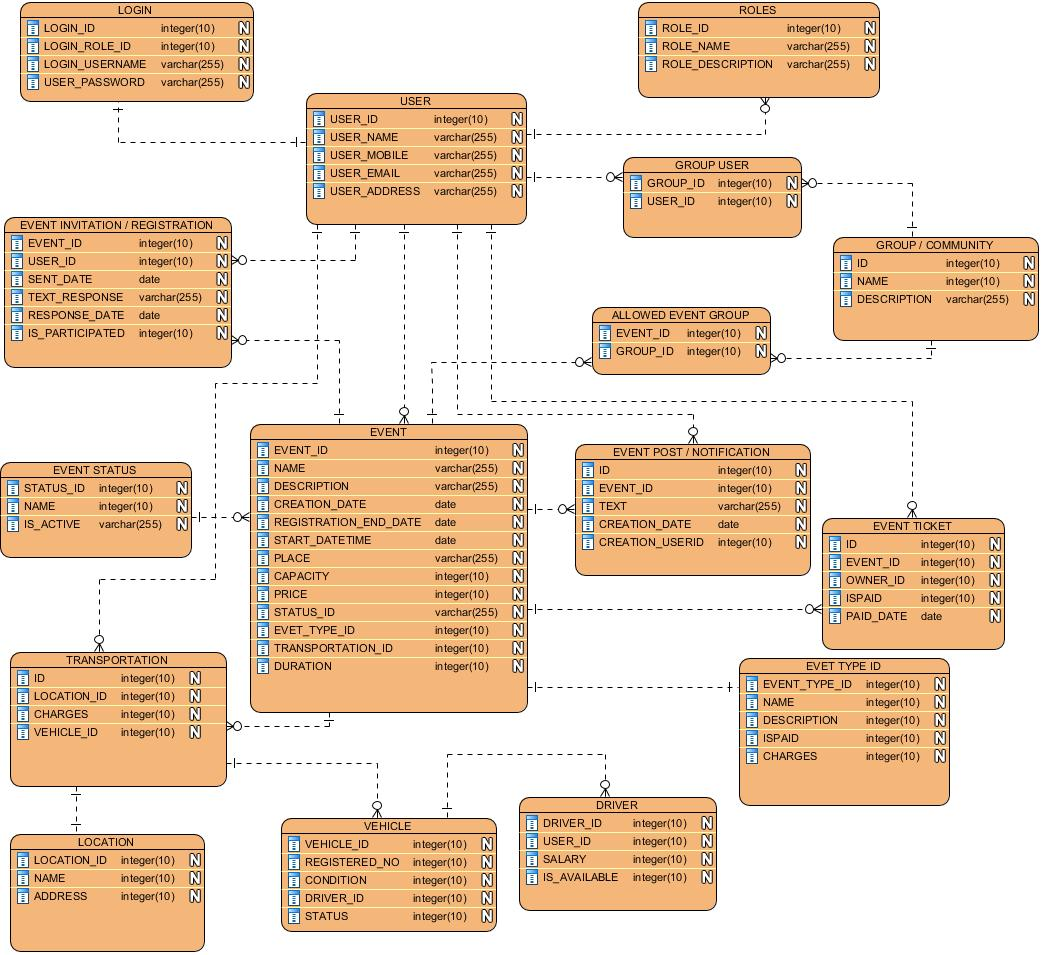 LOGIN
LOGIN_ID integer(10) N
LOGIN_ROLE_ID integer(10) N
LOGIN_USERNAME varchar(255) N
USER_PASSWORD varchar(255) N
ROLES
ROLE_ID integer(10) N
ROLE_NAME varchar(255) N
ROLE_DESCRIPTION varchar(255) N
USER
USER_ID integer(10) N
USER_NAME varchar(255) N
USER_MOBILE varchar(255) N
USER_EMAIL varchar(255) N
USER_ADDRESS varchar(255) N
GROUP USER
GROUP_ID integer(10) N
USER_ID integer(10) N
EVENT INVITATION / REGISTRATION
EVENT_ID integer(10) N
USER_ID integer(10) N
SENT_DATE date N
TEXT_RESPONSE varchar(255) N
RESPONSE_DATE date N
IS_PARTICIPATED integer(10) N
GROUP / COMMUNITY
ID integer(10) N
NAME integer(10) N
DESCRIPTION varchar(255) N
ALLOWED EVENT GROUP
EVENT_ID integer(10) N
GROUP_ID integer(10) N
EVENT
EVENT_ID integer(10) N
NAME varchar(255) N
DESCRIPTION varchar(255) N
CREATION_DATE date N
REGISTRATION_END_DATE date N
START_DATETIME date N
PLACE varchar(255) N
CAPACITY integer(10) N
PRICE integer(10) N
STATUS_ID varchar(255) N
EVET_TYPE_ID integer(10) N
TRANSPORTATION_ID integer(10) N
DURATION integer(10) N
EVENT STATUS
STATUS_ID integer(10) N
NAME integer(10) N
IS_ACTIVE varchar(255) N
EVENT POST / NOTIFICATION
ID integer(10) N
EVENT_ID integer(10) N
TEXT varchar(255) N
CREATION_DATE date N
CREATION_USERID integer(10) N
EVENT TICKET
ID integer(10) N
EVENT_ID integer(10) N
OWNER_ID integer(10) N
ISPAID integer(10) N
PAID_DATE date N
TRANSPORTATION
ID integer(10) N
LOCATION_ID integer(10) N
CHARGES integer(10) N
VEHICLE_ID integer(10) N
EVET TYPE ID
EVENT_TYPE_ID integer(10) N
NAME integer(10) N
DESCRIPTION integer(10) N
ISPAID integer(10) N
CHARGES integer(10) N
LOCATION
LOCATION_ID integer(10) N
NAME integer(10) N
ADDRESS integer(10) N
VEHICLE
VEHICLE_ID integer(10) N
REGISTERED_NO integer(10) N
CONDITION integer(10) N
DRIVER_ID integer(10) N
STATUS integer(10) N
DRIVER
DRIVER_ID integer(10) N
USER_ID integer(10) N
SALARY integer(10) N
IS_AVAILABLE integer(10) N